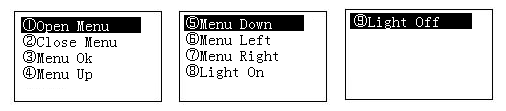 ①Open Menu
②Close Menu
③Menu Ok
④Menu Up
⑤Menu Down
⑥Menu Left
⑦Menu Right
⑧Light On
⑨Light Off